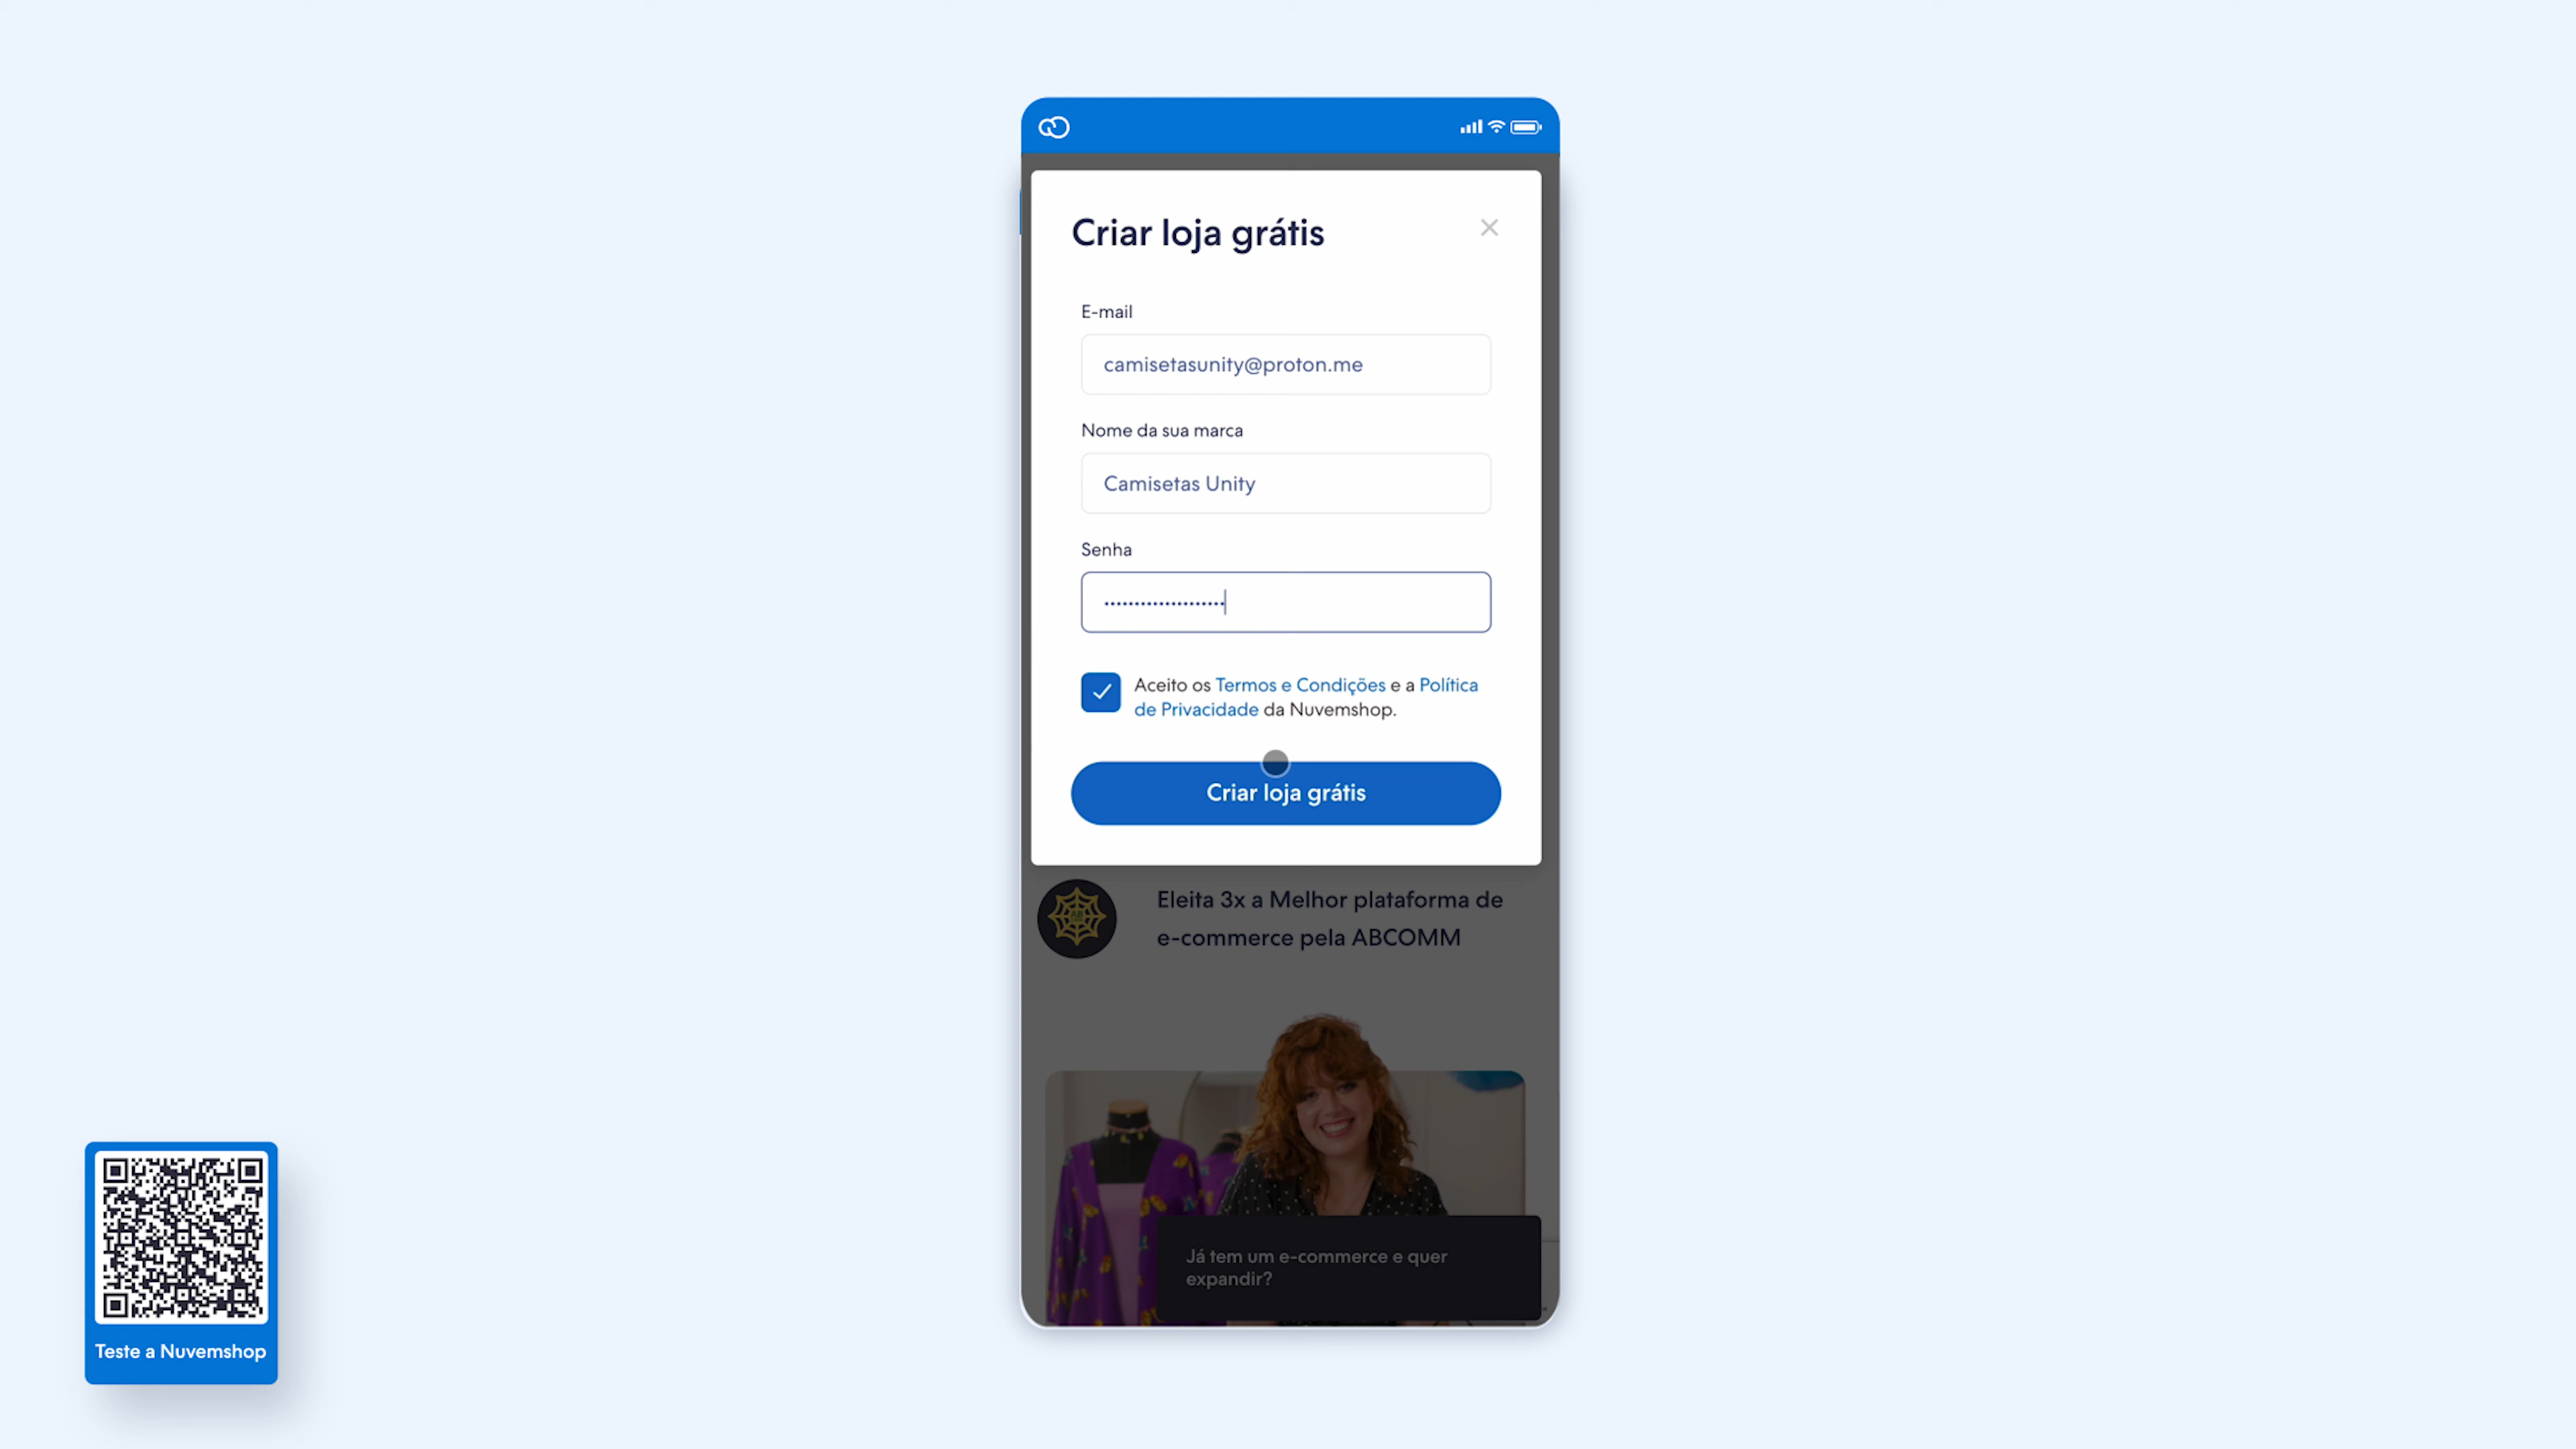 Criar loja grátis
E-mail
camisetasunity@proton.me
Nome da sua marca
Camisetas Unity
Senha
Aceito os Termos e Condições e a Política
de Privacidade da Nuvemshop.
Criar loja grátis
Eleita 3x a Melhor plataforma de
e-commerce pela ABCOMM
Já tem um e-commerce e quer
expandir?
Teste a Nuvemshop